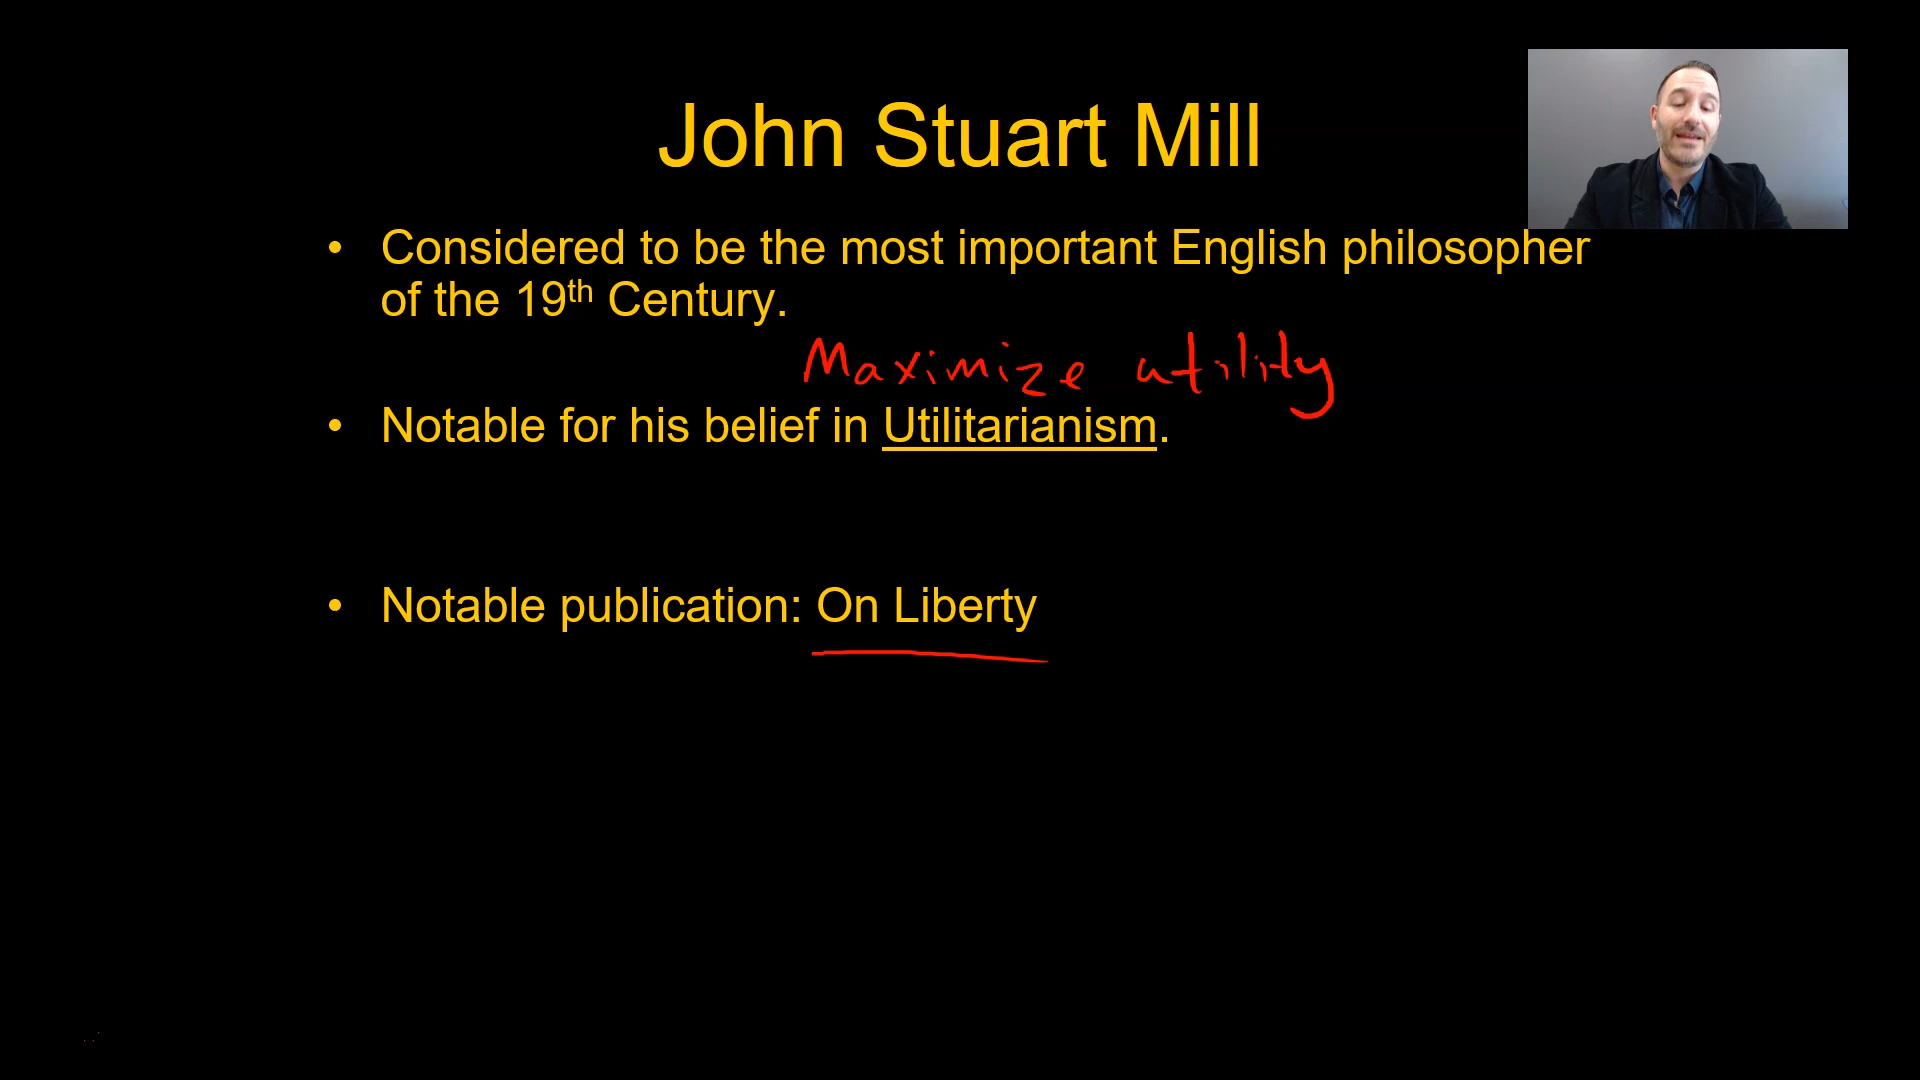 John Stuart Mill
• Considered to be the most important English philosopher
of the 19th Century.
Maximize utility
• Notable for his belief in Utilitarianism.
• Notable publication: On Liberty